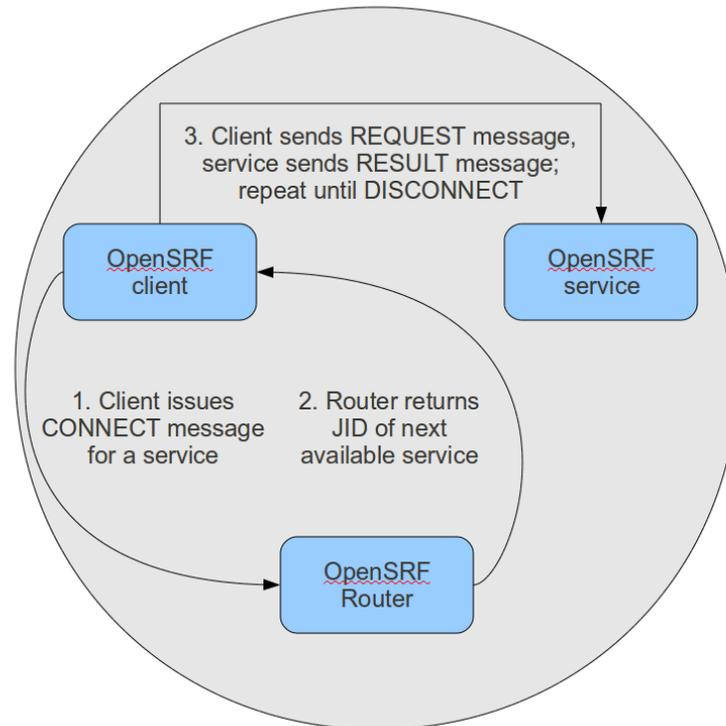 3. Client sends REQUEST message,
service sends RESULT message;
repeat until DISCONNECT
OpenSRF
client
OpenSRF
service
1. Client issues
CONNECT message
for a service
2. Router returns
JID of next
available service
OpenSRF
Router